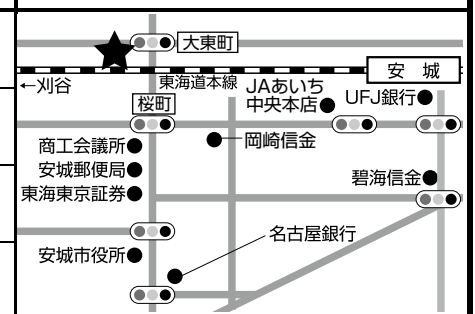 大東町
安城
←刈谷
東海道本線
JAあいち
中央本店
UFJ銀行
桜町
商工会議所
岡崎信金
安城郵便局
碧海信金
東海東京証券
名古屋銀行
安城市役所